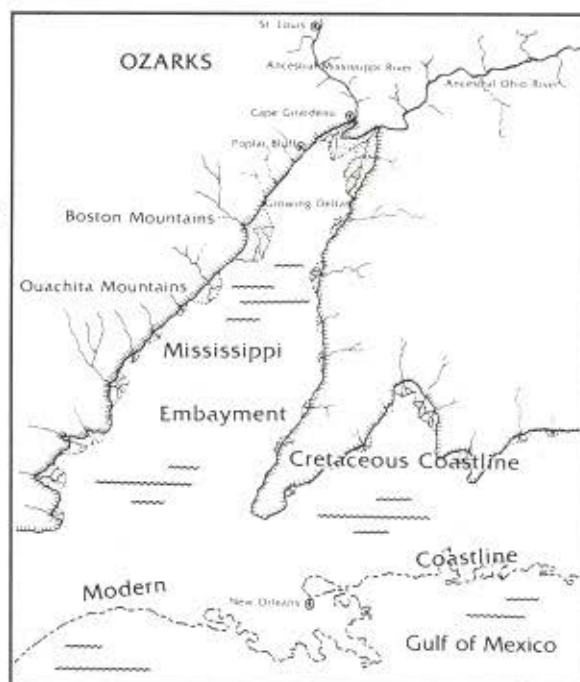 St. Louis
OZARKS
Ancestral Mississippi River
Ancestral Ohio River
Cape Girardeau
Poplar Bluff
Growing Deltas
Boston Mountains
Ouachita Mountains
Mississippi
Embayment
Cretaceous Coastline
Coastline
Modern
New Orleans
Gulf of Mexico